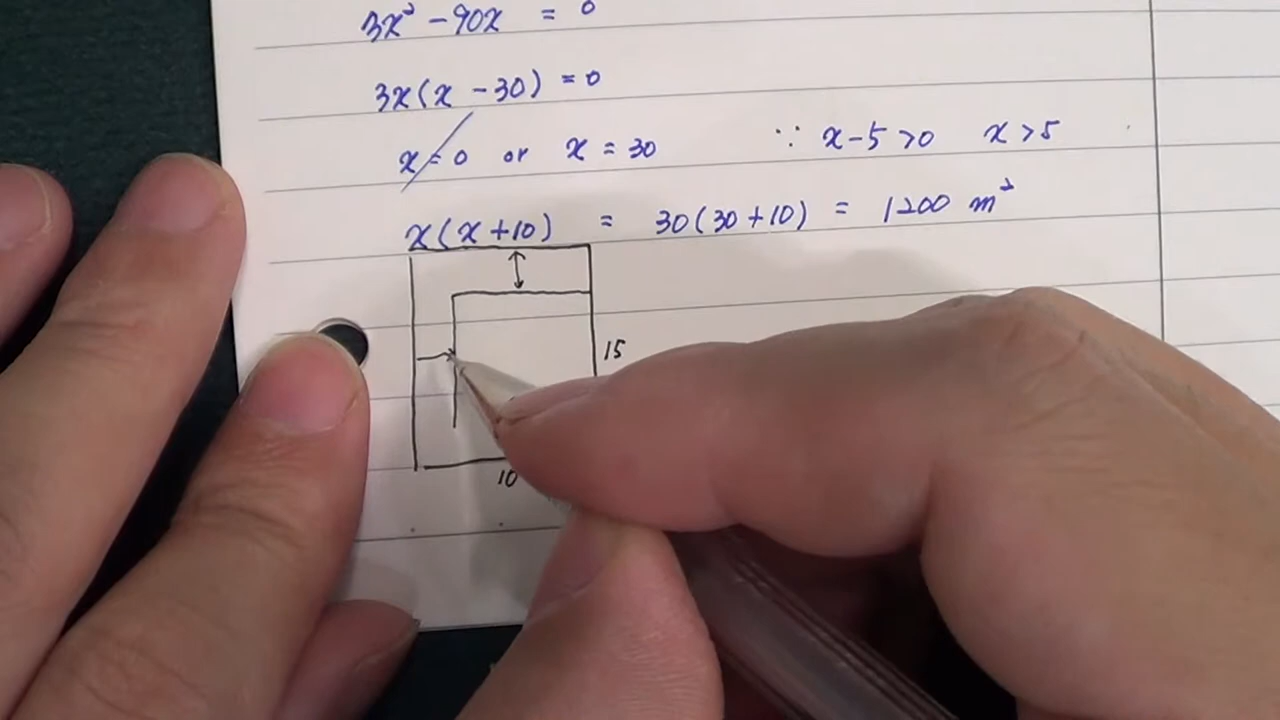 3x² - 90x = 0
3x(x - 30) = 0
x = 0 or x = 30 ∵ x-5 > 0 x > 5
x(x + 10) = 30(30 + 10) = 1200 m²
15
10